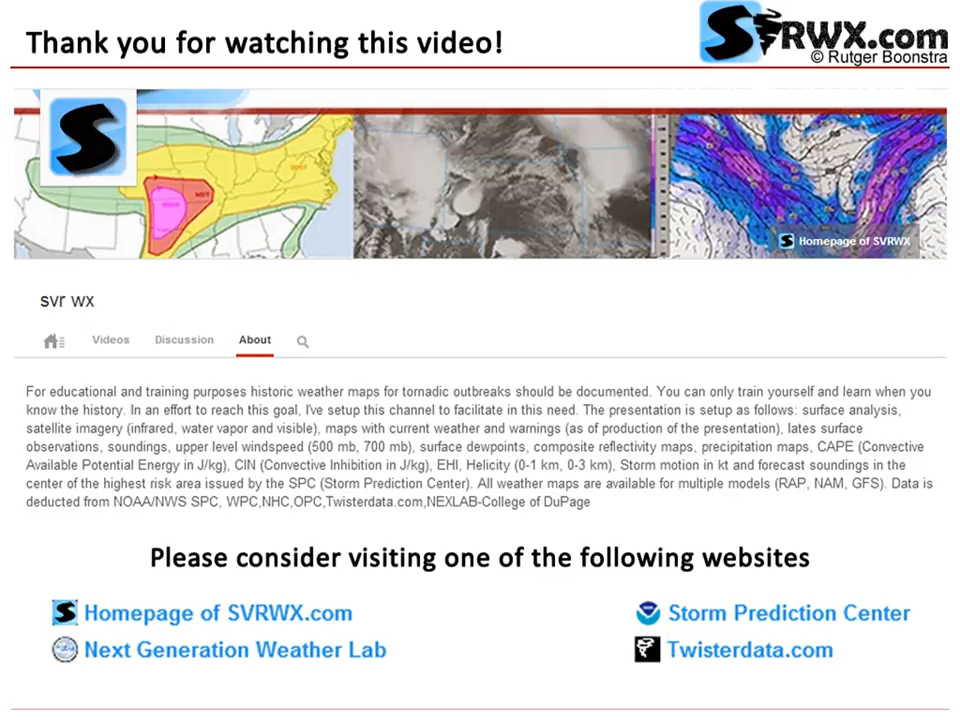 Thank you for watching this video!
SVRWX.com
© Rutger Boonstra
Homepage of SVRWX
svr wx
Videos Discussion About
For educational and training purposes historic weather maps for tornadic outbreaks should be documented. You can only train yourself and learn when you
know the history. In an effort to reach this goal, I've setup this channel to facilitate in this need. The presentation is setup as follows: surface analysis,
satellite imagery (infrared, water vapor and visible), maps with current weather and warnings (as of production of the presentation), lates surface
observations, soundings, upper level windspeed (500 mb, 700 mb), surface dewpoints, composite reflectivity maps, precipitation maps, CAPE (Convective
Available Potential Energy in J/kg), CIN (Convective Inhibition in J/kg), EHI, Helicity (0-1 km, 0-3 km), Storm motion in kt and forecast soundings in the
center of the highest risk area issued by the SPC (Storm Prediction Center). All weather maps are available for multiple models (RAP, NAM, GFS). Data is
deducted from NOAA/NWS SPC, WPC,NHC,OPC,Twisterdata.com,NEXLAB-College of DuPage
Please consider visiting one of the following websites
Homepage of SVRWX.com
Storm Prediction Center
Next Generation Weather Lab
Twisterdata.com